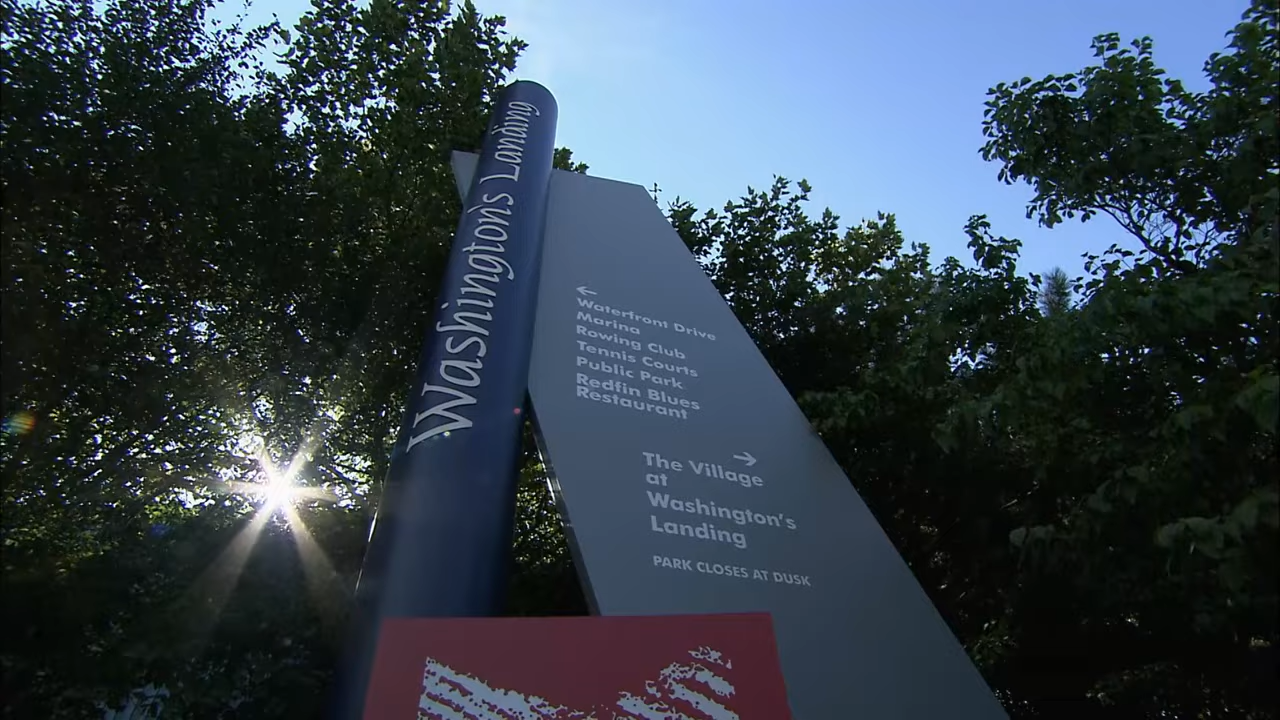 Washington's Landing
←
Waterfront Drive
Marina
Rowing Club
Tennis Courts
Public Park
Redfin Blues
Restaurant
→
The Village
at
Washington's
Landing
PARK CLOSES AT DUSK